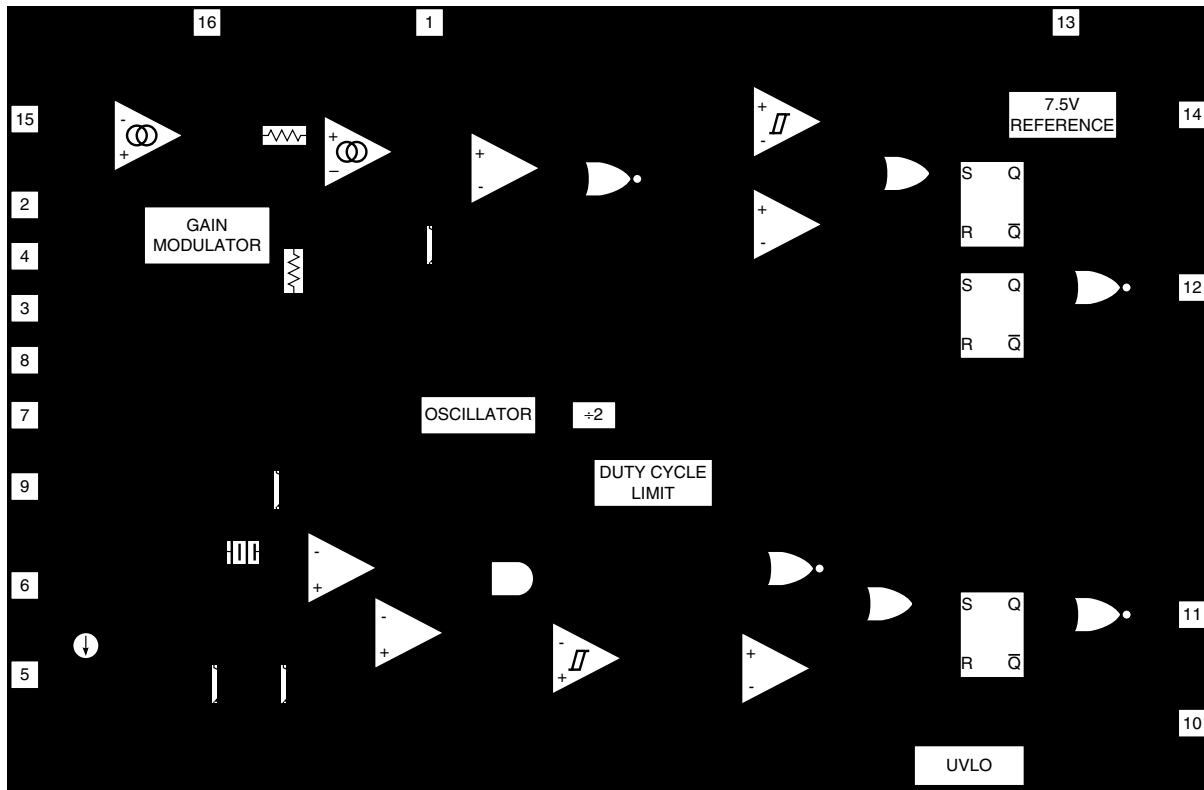 16 1 13
15 - + + − + - + - 7.5V
REFERENCE 14
2 GAIN
MODULATOR + - S Q
R Q̅
4
3 S Q
R Q̅ 12
8
7 OSCILLATOR ÷2
9 DUTY CYCLE
LIMIT
- +
6 S Q
R Q̅ 11
- + - + + -
5
10
UVLO